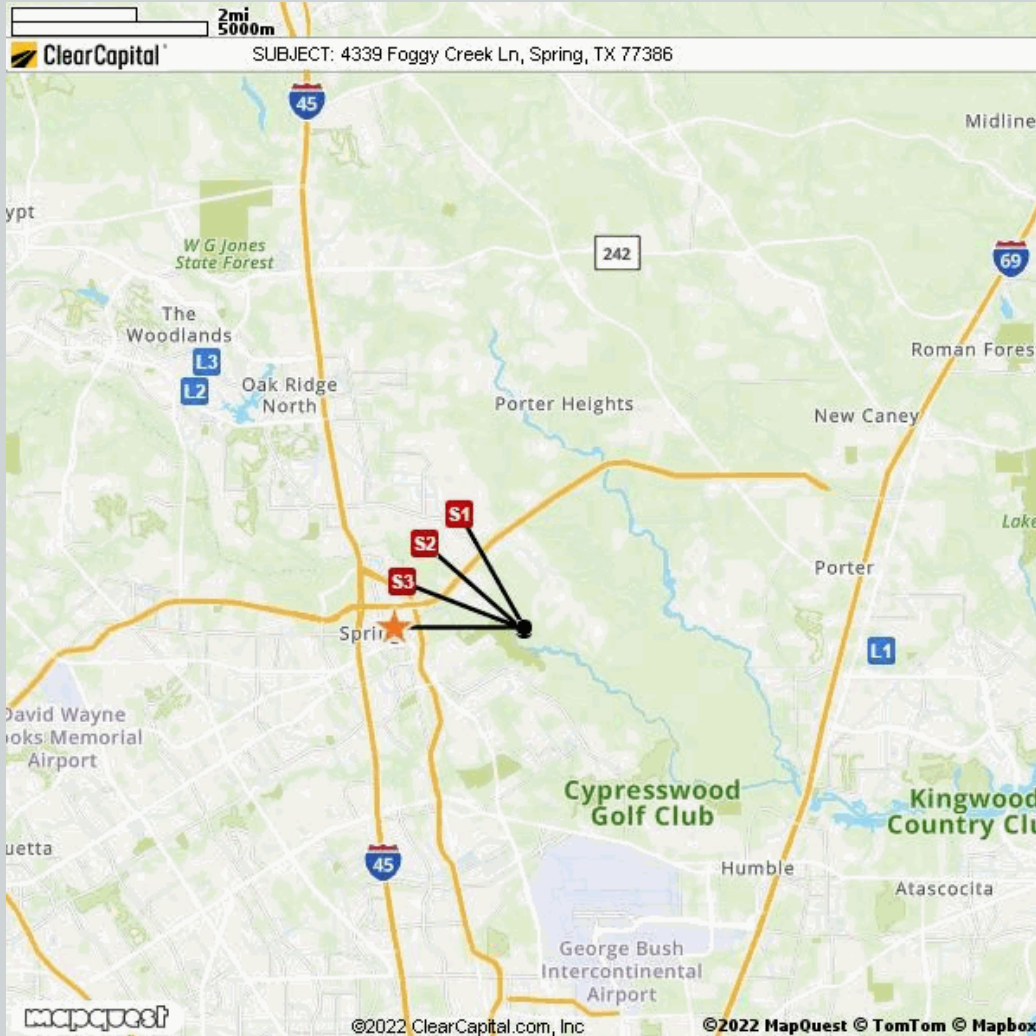 2mi
5000m
ClearCapital
SUBJECT: 4339 Foggy Creek Ln, Spring, TX 77386
45
Midline
ypt
W G Jones
State Forest
242
69
The
Woodlands
L3
L2
Oak Ridge
North
Roman Fores
Porter Heights
New Caney
S1
Lake
S2
S3
Porter
Sprin
L1
David Wayne
oks Memorial
Airport
Cypresswood
Golf Club
Kingwood
Country Clu
uetta
45
Humble
Atascocita
George Bush
Intercontinental
Airport
mapquest
©2022 ClearCapital.com, Inc
©2022 MapQuest © TomTom © Mapbox